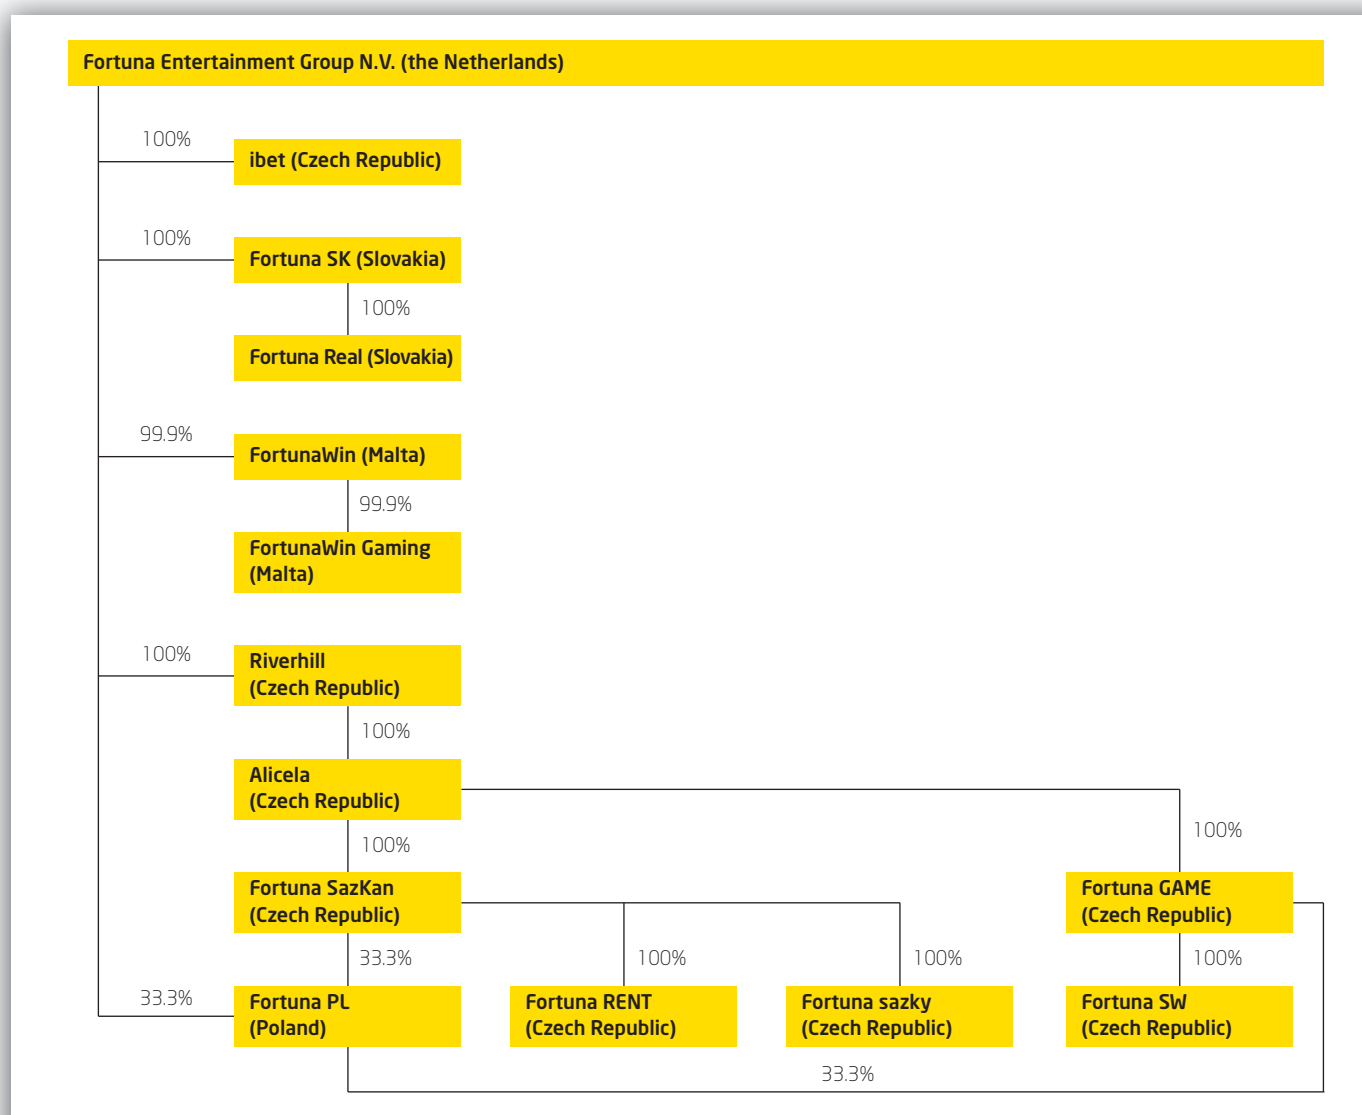 Fortuna Entertainment Group N.V. (the Netherlands)
100%
ibet (Czech Republic)
100%
Fortuna SK (Slovakia)
100%
Fortuna Real (Slovakia)
99.9%
FortunaWin (Malta)
99.9%
FortunaWin Gaming
(Malta)
100%
Riverhill
(Czech Republic)
100%
Alicela
(Czech Republic)
100%
100%
Fortuna SazKan
(Czech Republic)
Fortuna GAME
(Czech Republic)
33.3%
100%
100%
100%
33.3%
Fortuna PL
(Poland)
Fortuna RENT
(Czech Republic)
Fortuna sazky
(Czech Republic)
Fortuna SW
(Czech Republic)
33.3%